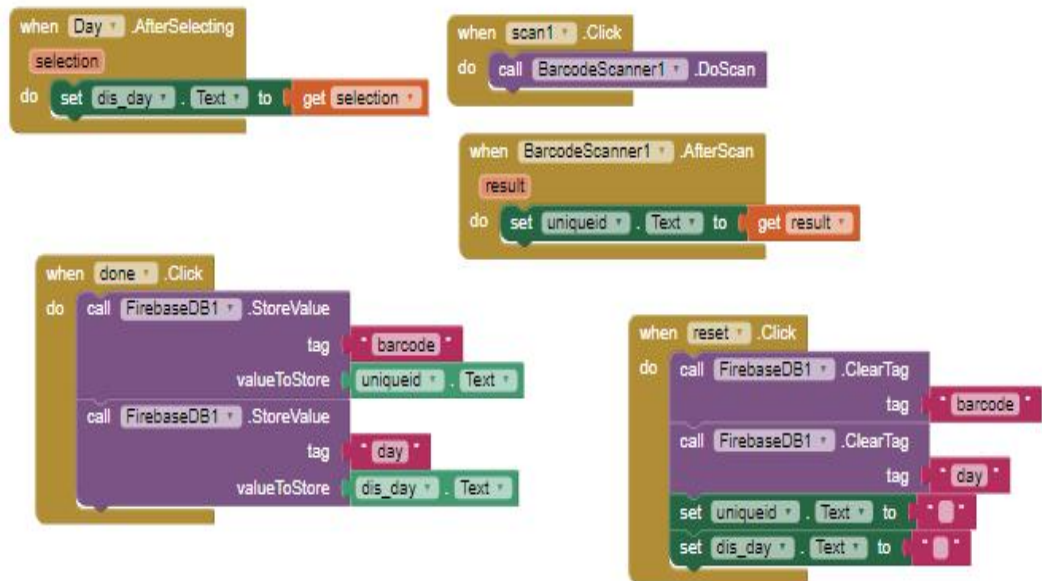 when Day .AfterSelecting
selection
do set dis_day . Text to get selection
when scan1 .Click
do call BarcodeScanner1 .DoScan
when BarcodeScanner1 .AfterScan
result
do set uniqueid . Text to get result
when done .Click
do call FirebaseDB1 .StoreValue
tag " barcode "
valueToStore uniqueid . Text
call FirebaseDB1 .StoreValue
tag " day "
valueToStore dis_day . Text
when reset .Click
do call FirebaseDB1 .ClearTag
tag " barcode "
call FirebaseDB1 .ClearTag
tag " day "
set uniqueid . Text to " "
set dis_day . Text to " "